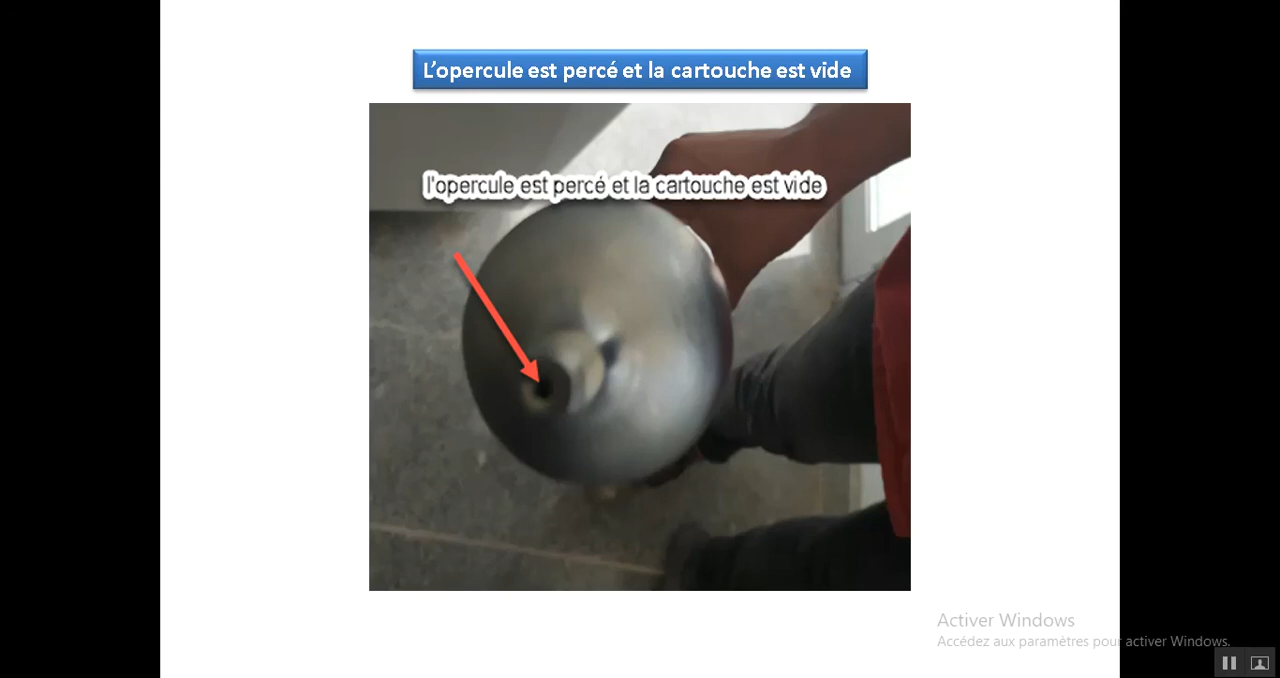 L’opercule est percé et la cartouche est vide
l'opercule est percé et la cartouche est vide
Activer Windows
Accédez aux paramètres pour activer Windows.